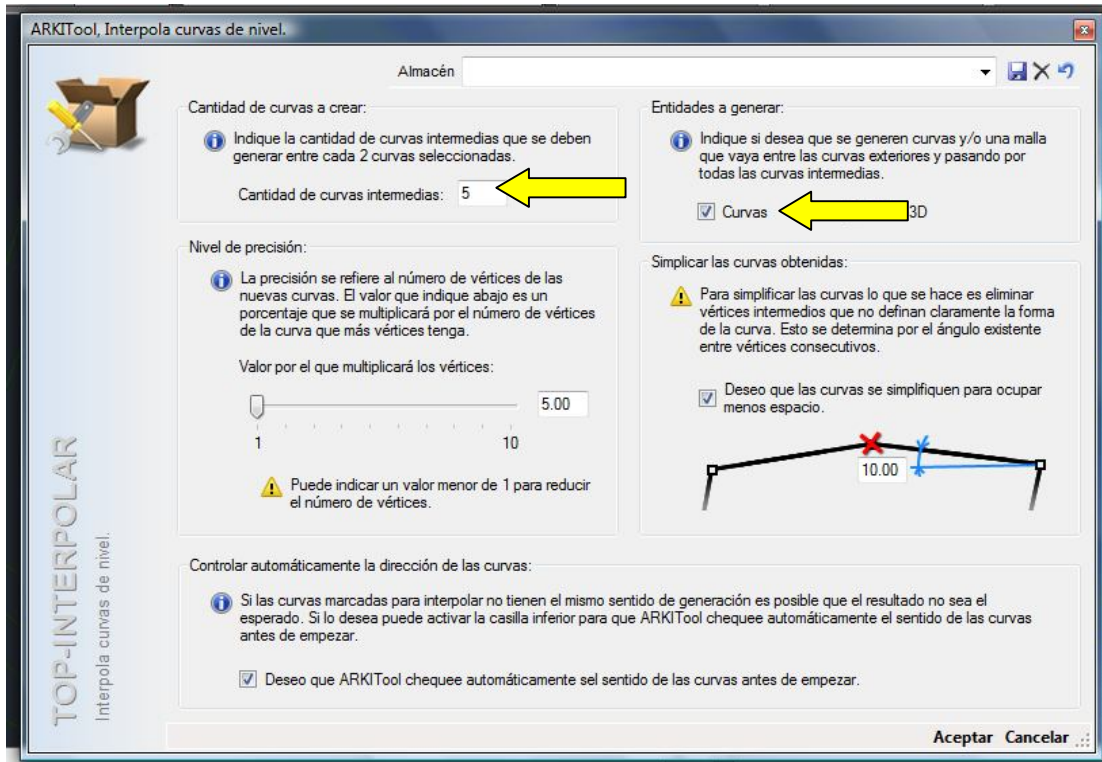 ARKITool, Interpola curvas de nivel.
Almacén
Cantidad de curvas a crear:
Indique la cantidad de curvas intermedias que se deben
generar entre cada 2 curvas seleccionadas.
Cantidad de curvas intermedias: 5
Entidades a generar:
Indique si desea que se generen curvas y/o una malla
que vaya entre las curvas exteriores y pasando por
todas las curvas intermedias.
Curvas 3D
Nivel de precisión:
La precisión se refiere al número de vértices de las
nuevas curvas. El valor que indique abajo es un
porcentaje que se multiplicará por el número de vértices
de la curva que más vértices tenga.
Valor por el que multiplicará los vértices:
5.00
1 10
Puede indicar un valor menor de 1 para reducir
el número de vértices.
Simplicar las curvas obtenidas:
Para simplificar las curvas lo que se hace es eliminar
vértices intermedios que no definan claramente la forma
de la curva. Esto se determina por el ángulo existente
entre vértices consecutivos.
Deseo que las curvas se simplifiquen para ocupar
menos espacio.
10.00
Controlar automáticamente la dirección de las curvas:
Si las curvas marcadas para interpolar no tienen el mismo sentido de generación es posible que el resultado no sea el
esperado. Si lo desea puede activar la casilla inferior para que ARKITool chequee automáticamente el sentido de las curvas
antes de empezar.
Deseo que ARKITool chequee automáticamente sel sentido de las curvas antes de empezar.
TOP-INTERPOLAR
Interpola curvas de nivel.
Aceptar Cancelar